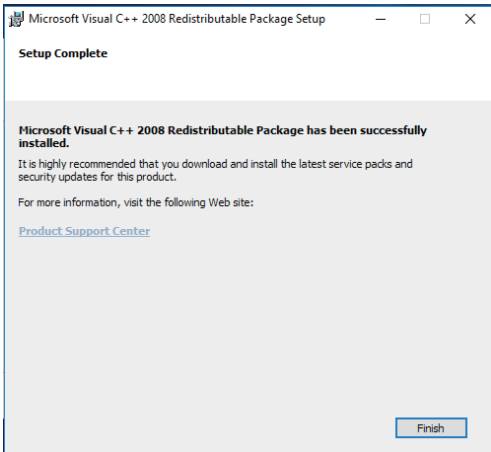 Microsoft Visual C++ 2008 Redistributable Package Setup
Setup Complete
Microsoft Visual C++ 2008 Redistributable Package has been successfully
installed.
It is highly recommended that you download and install the latest service packs and
security updates for this product.
For more information, visit the following Web site:
Product Support Center
Finish